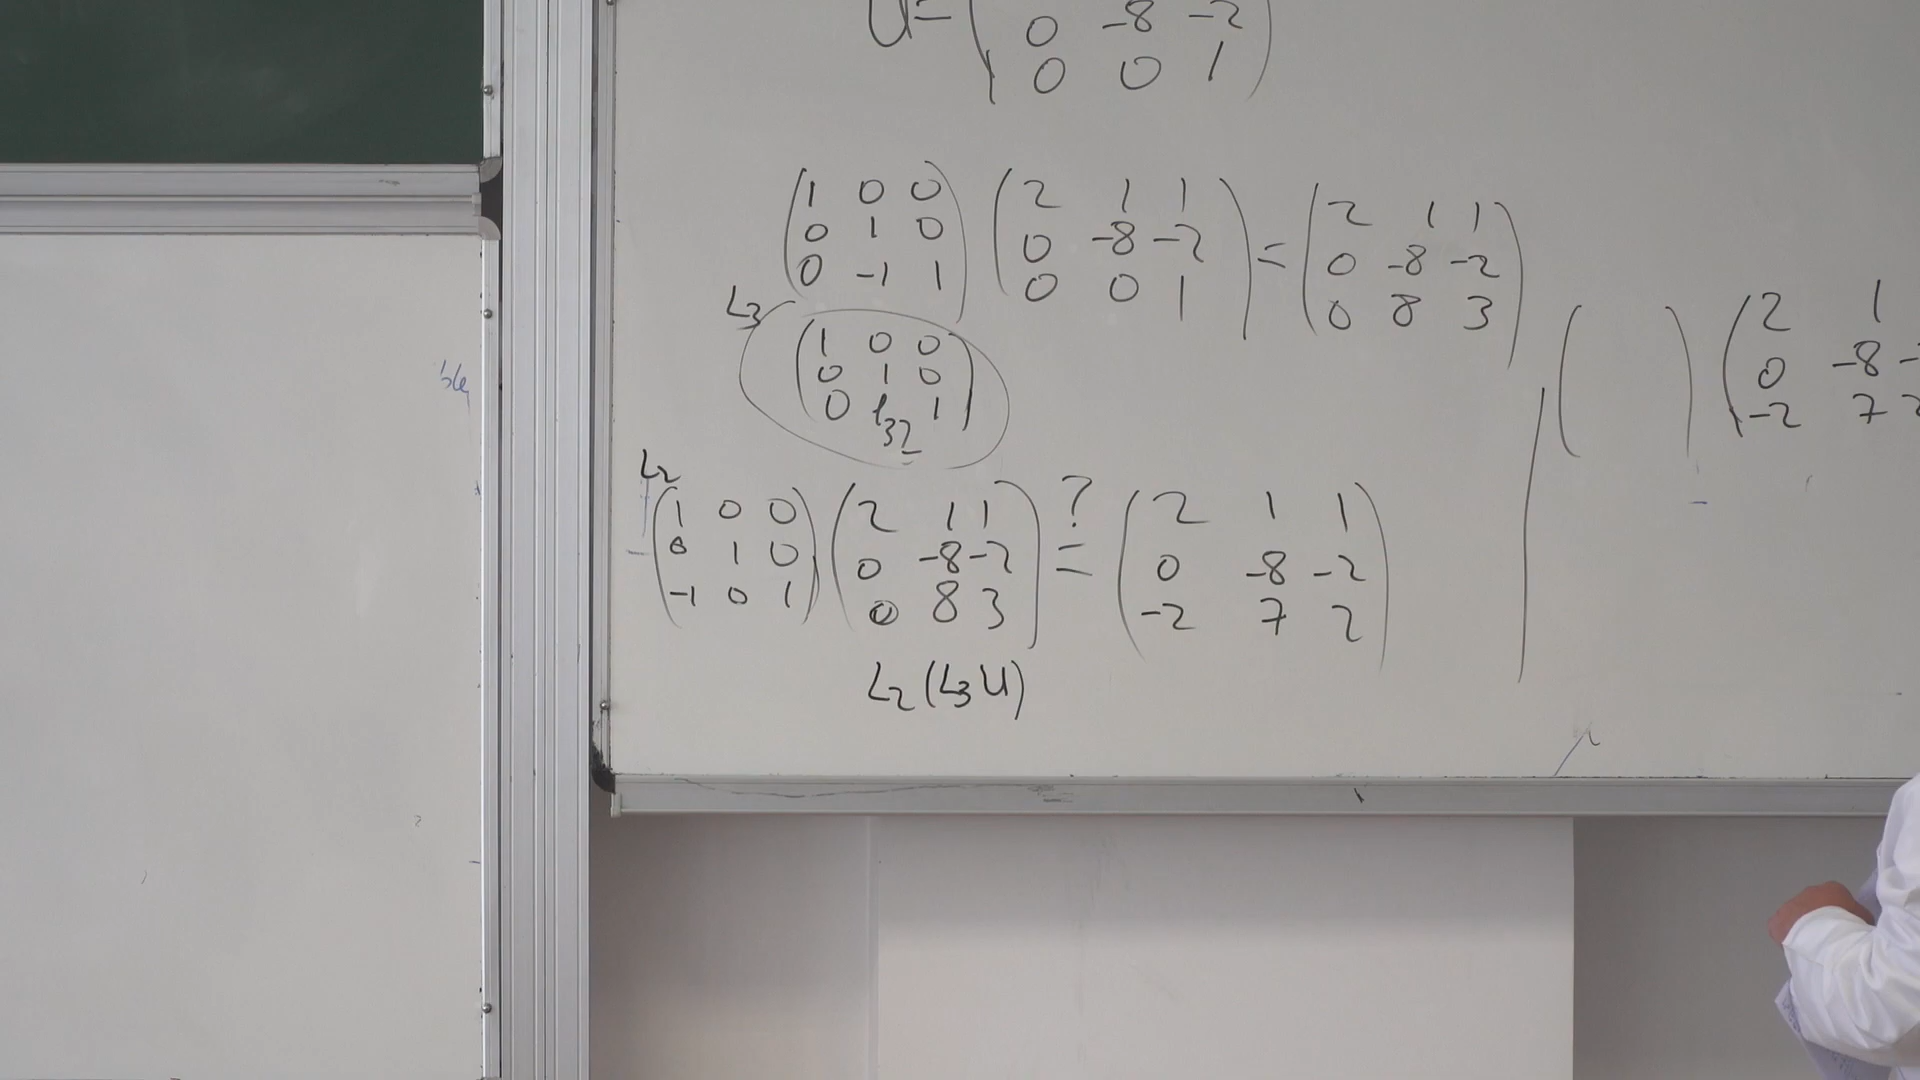 U = ( 0 -8 -2
0 0 1 )
( 1 0 0 ) ( 2 1 1 ) = ( 2 1 1 )
( 0 1 0 ) ( 0 -8 -2 ) ( 0 -8 -2 )
( 0 -1 1 ) ( 0 0 1 ) ( 0 8 3 )
L3
( 1 0 0 )
( 0 1 0 )
( 0 l32 1 )
L2
( 1 0 0 ) ( 2 1 1 ) ?= ( 2 1 1 )
( 0 1 0 ) ( 0 -8 -2 ) ( 0 -8 -2 )
( -1 0 1 ) ( 0 8 3 ) ( -2 7 2 )
L2 (L3 U)
( ) ( 2 1
0 -8 -
-2 7